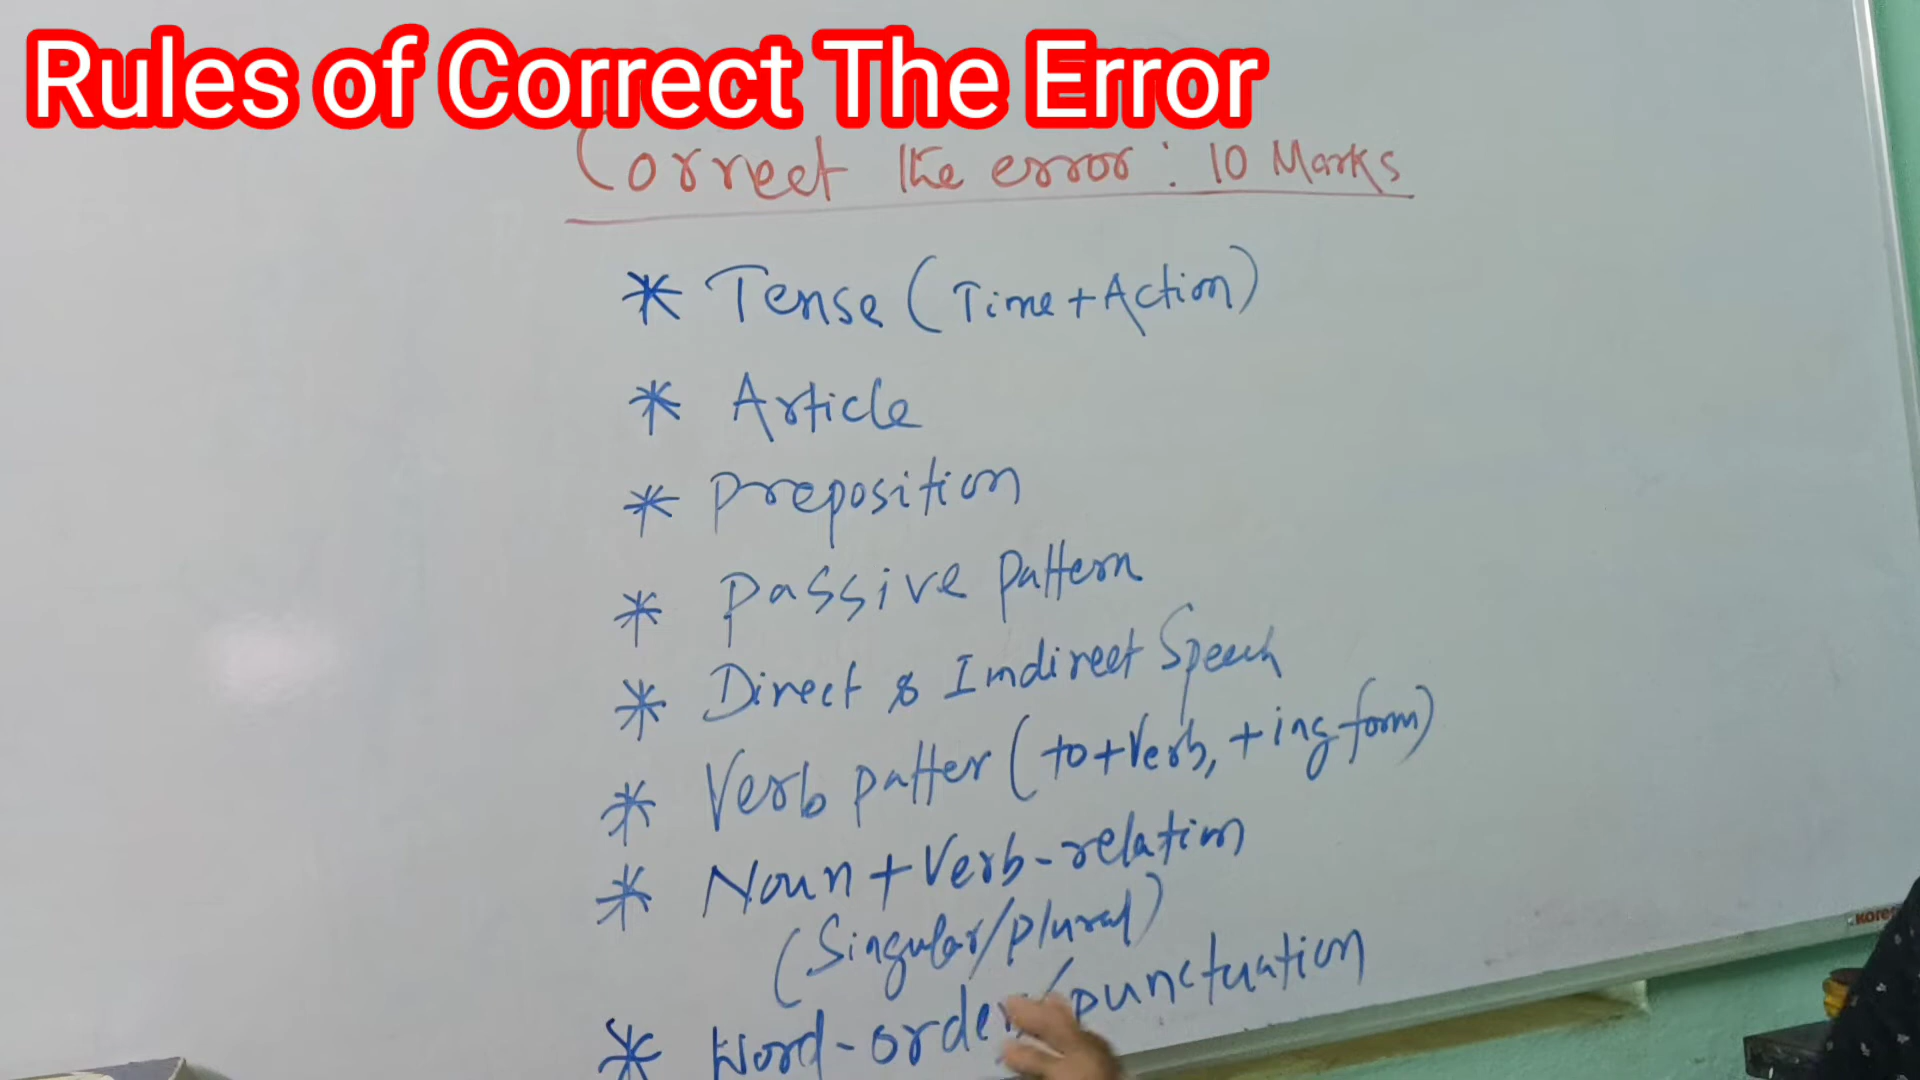 Rules of Correct The Error
Correct the error: 10 Marks
* Tense (Time + Action)
* Article
* Preposition
* Passive pattern
* Direct & Indirect Speech
* Verb patter (to + Verb, + ing form)
* Noun + Verb - relation
(Singular/plural)
* Word - order/punctuation
KORES